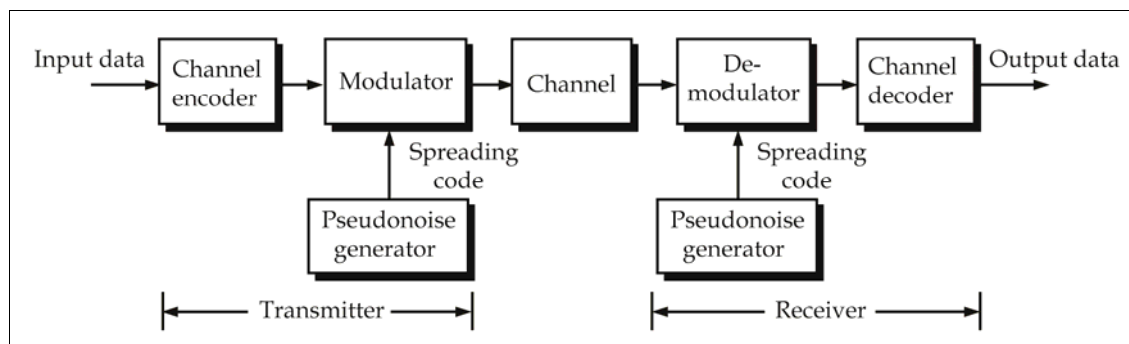 Input data
Channel
encoder
Modulator
Channel
De-
modulator
Channel
decoder
Output data
Spreading
code
Spreading
code
Pseudonoise
generator
Pseudonoise
generator
Transmitter
Receiver